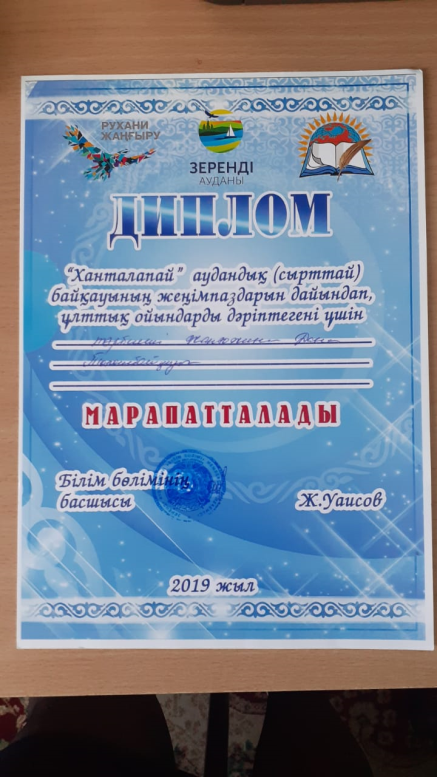 РУХАНИ
ЖАҢҒЫРУ
ЗЕРЕНДІ
АУДАНЫ
ДИПЛОМ
"Ханталапай" аудандық (сырттай)
байқауының жеңімпаздарын дайындап,
ұлттық ойындарды дәріптегені үшін
МАРАПАТТАЛАДЫ
Білім бөлімінің
басшысы
Ж.Уаисов
2019 жыл